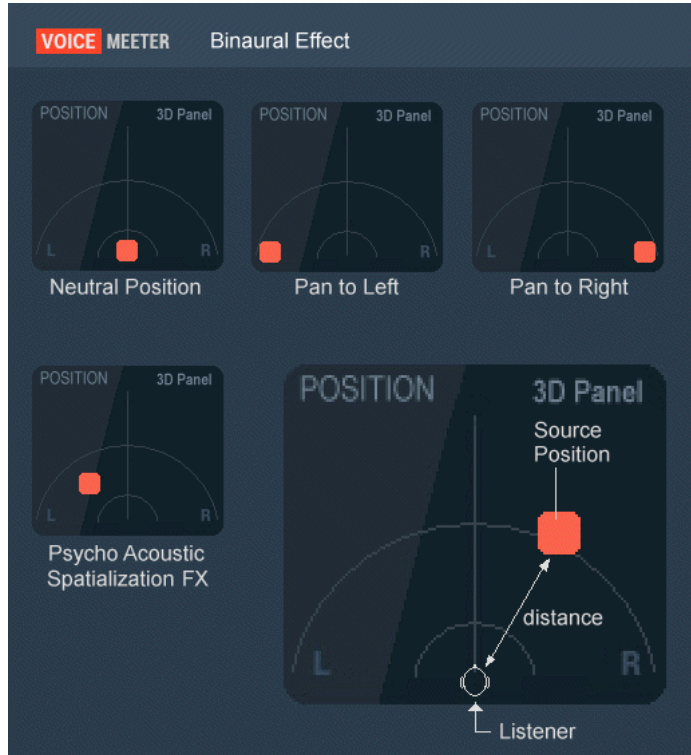 VOICE MEETER Binaural Effect
POSITION 3D Panel
L R
Neutral Position
POSITION 3D Panel
L R
Pan to Left
POSITION 3D Panel
L R
Pan to Right
POSITION 3D Panel
L R
Psycho Acoustic
Spatialization FX
POSITION 3D Panel
Source
Position
distance
L R
Listener